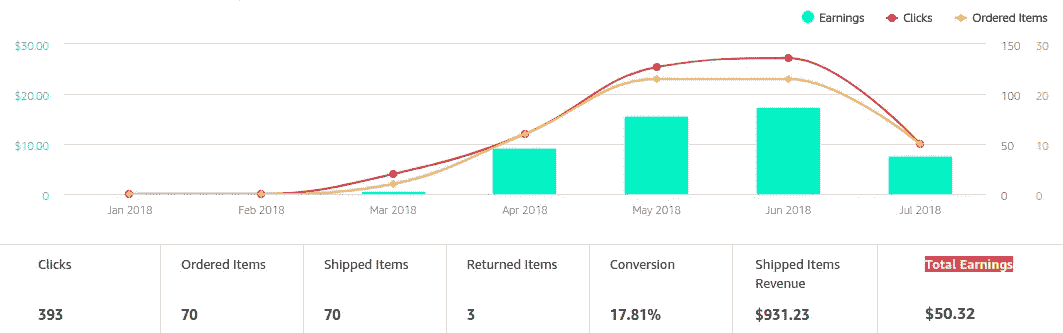 Earnings Clicks Ordered Items
$30.00 150 30
$20.00 100 20
$10.00 50 10
0 0 0
Jan 2018 Feb 2018 Mar 2018 Apr 2018 May 2018 Jun 2018 Jul 2018
Clicks Ordered Items Shipped Items Returned Items Conversion Shipped Items Total Earnings
Revenue
393 70 70 3 17.81% $931.23 $50.32